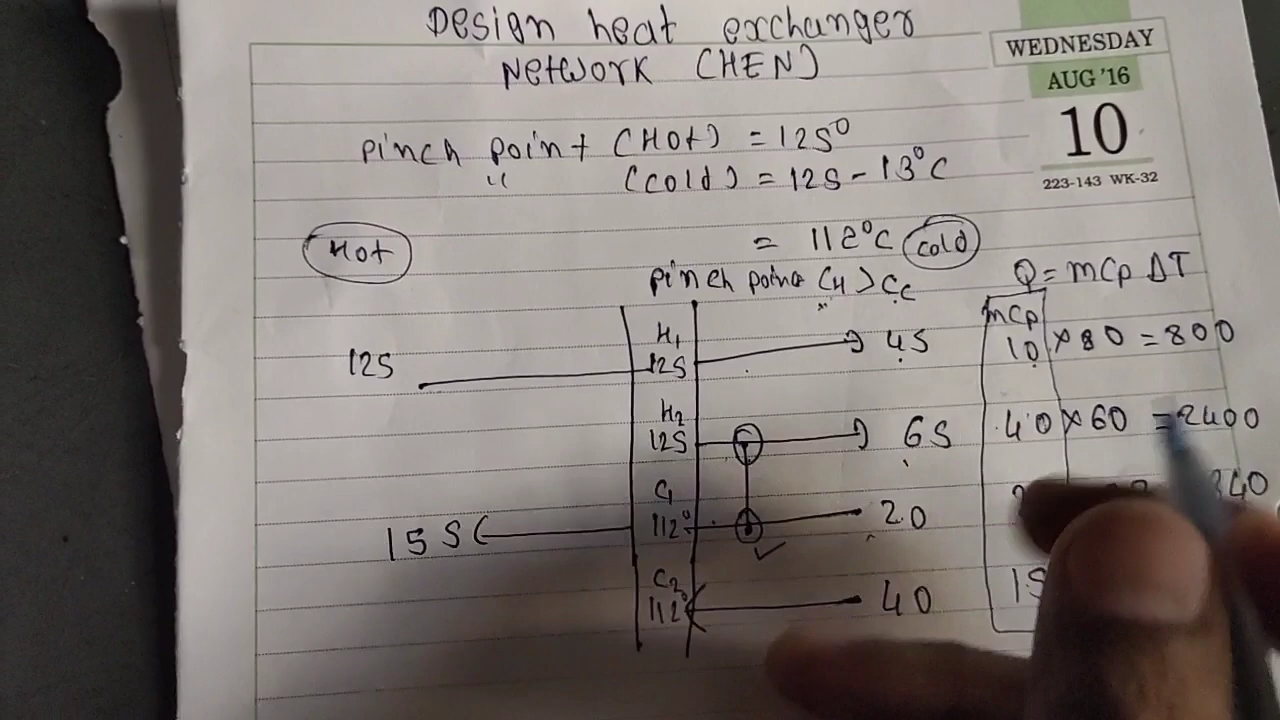 Design heat exchanger
Network (HEN)
WEDNESDAY
AUG '16
10
223-143 WK-32
Pinch point (Hot) = 125°
" (cold) = 125 - 13°C
= 112°C cold
Hot
Pinch point (H) Cc
Q = mCp ΔT
mCp
H1
125 125 45 10 × 80 = 800
H2
125 65 40 × 60 = 2400
C1
155 112° 20 340
C2
112° 40 15